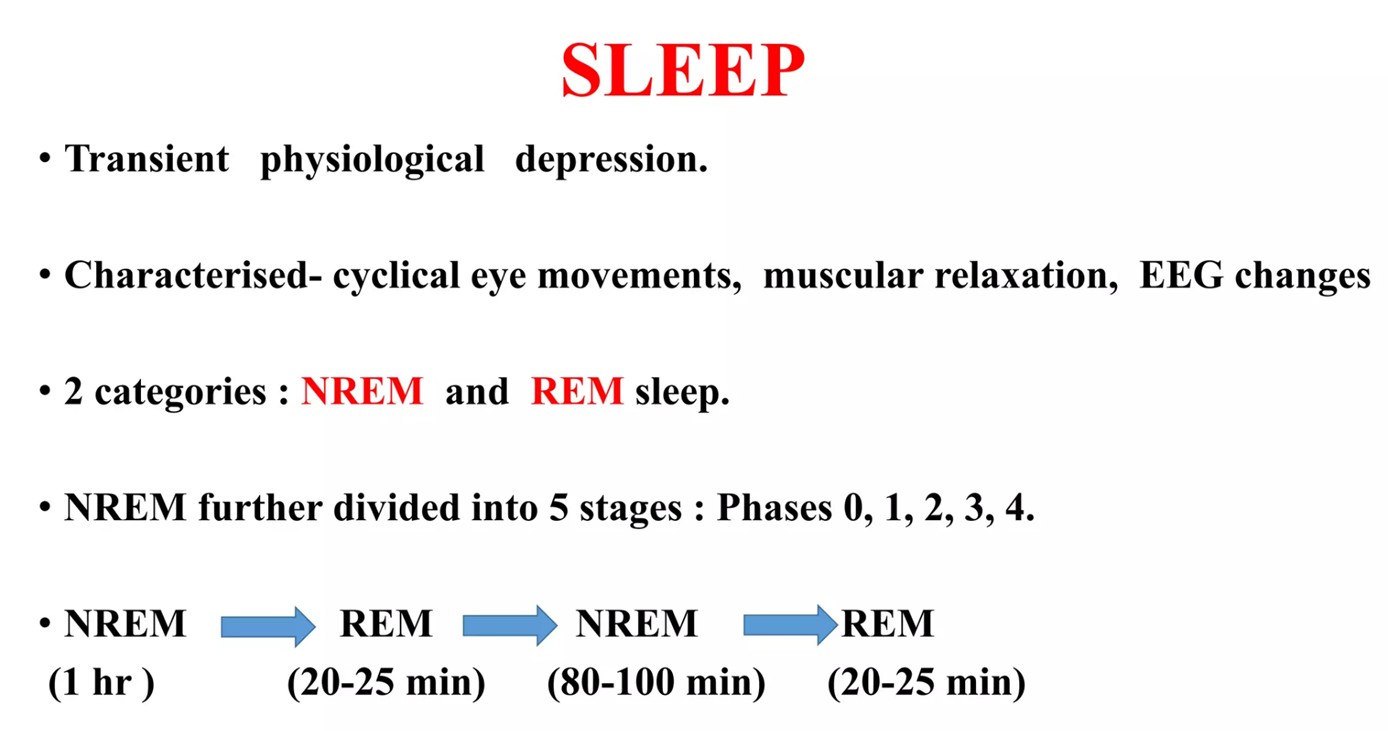 SLEEP
• Transient physiological depression.
• Characterised- cyclical eye movements, muscular relaxation, EEG changes
• 2 categories : NREM and REM sleep.
• NREM further divided into 5 stages : Phases 0, 1, 2, 3, 4.
• NREM REM NREM REM
(1 hr ) (20-25 min) (80-100 min) (20-25 min)